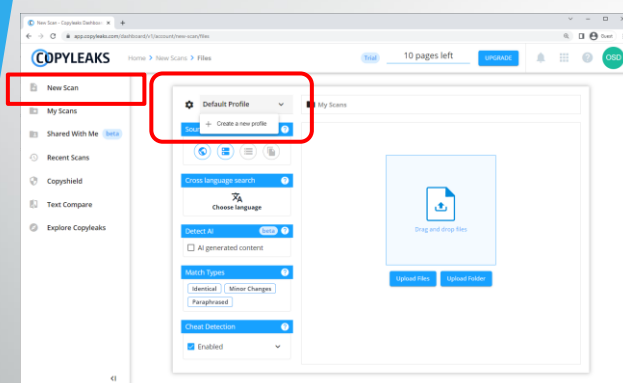 New Scan - Copyleaks Dashboar
app.copyleaks.com/dashboard/v1/account/new-scan/files
Guest
COPYLEAKS
Home > New Scans > Files
Trial
10 pages left
UPGRADE
OSD
New Scan
My Scans
Shared With Me beta
Recent Scans
Copyshield
Text Compare
Explore Copyleaks
Default Profile
+ Create a new profile
My Scans
Sour
Cross language search
Choose language
Detect AI beta
AI generated content
Match Types
Identical Minor Changes
Paraphrased
Cheat Detection
Enabled
Drag and drop files
Upload Files Upload Folder